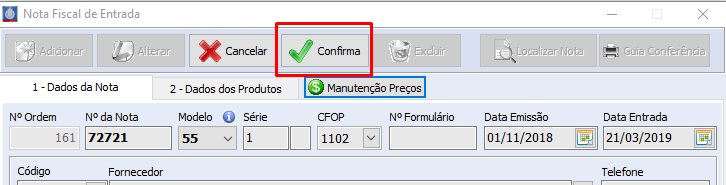 Nota Fiscal de Entrada
Adicionar Alterar Cancelar Confirma Excluir Localizar Nota Guia Conferência
1 - Dados da Nota 2 - Dados dos Produtos Manutenção Preços
Nº Ordem Nº da Nota Modelo Série CFOP Nº Formulário Data Emissão Data Entrada
161 72721 55 1 1102 01/11/2018 21/03/2019
Código Fornecedor Telefone